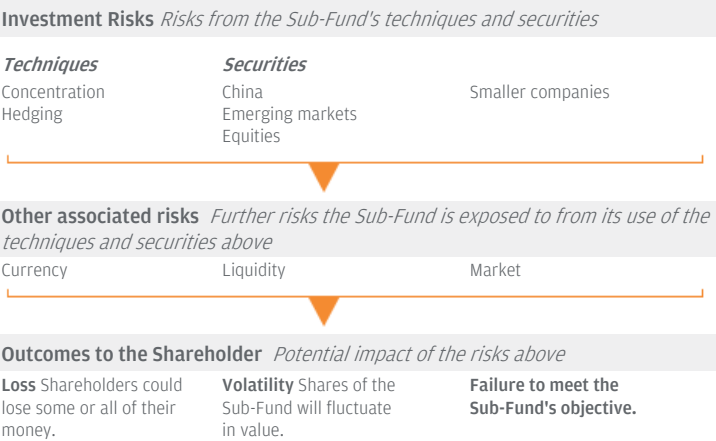 Investment Risks Risks from the Sub-Fund's techniques and securities
Techniques Securities
Concentration China Smaller companies
Hedging Emerging markets
Equities
Other associated risks Further risks the Sub-Fund is exposed to from its use of the
techniques and securities above
Currency Liquidity Market
Outcomes to the Shareholder Potential impact of the risks above
Loss Shareholders could
lose some or all of their
money.
Volatility Shares of the
Sub-Fund will fluctuate
in value.
Failure to meet the
Sub-Fund's objective.